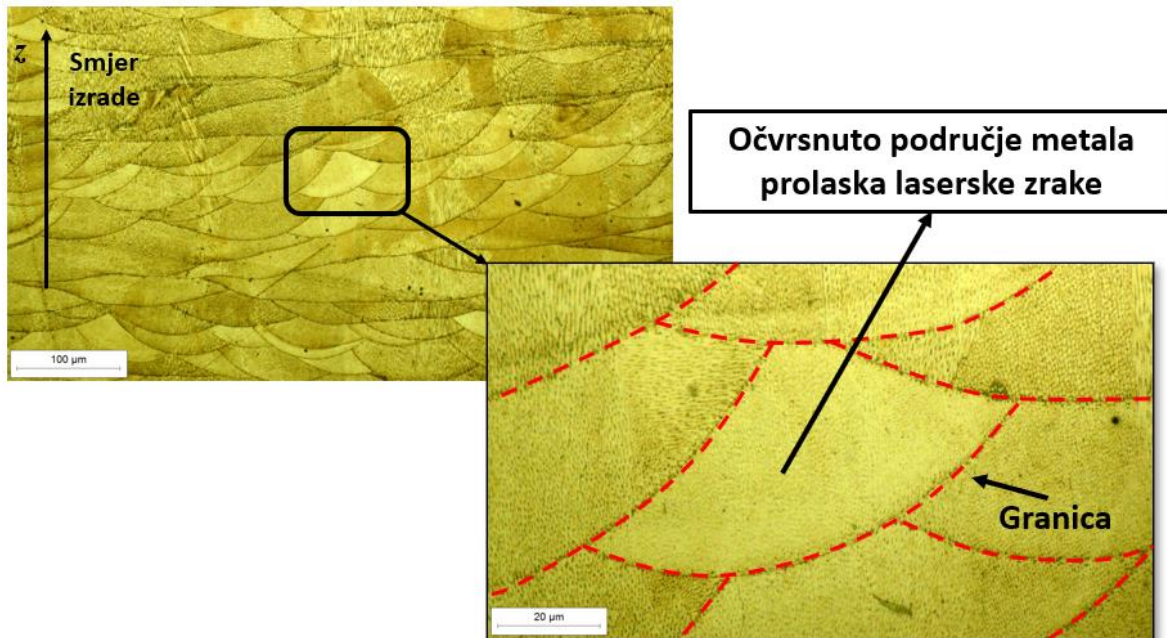 z
Smjer
izrade
100 µm
Očvrsnuto područje metala
prolaska laserske zrake
Granica
20 µm